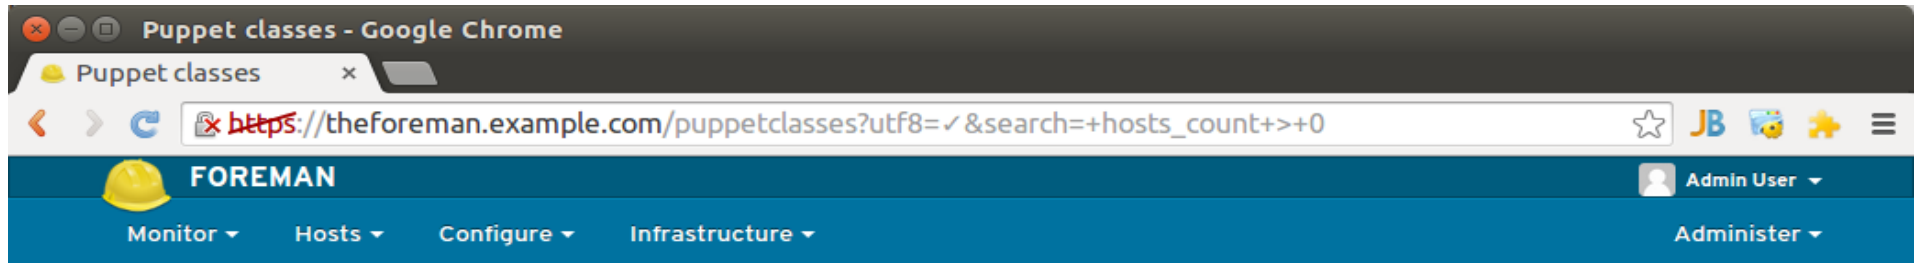 Puppet classes - Google Chrome
Puppet classes ×
https://theforeman.example.com/puppetclasses?utf8=✓&search=+hosts_count+>+0 JB
FOREMAN Admin User
Monitor Hosts Configure Infrastructure Administer